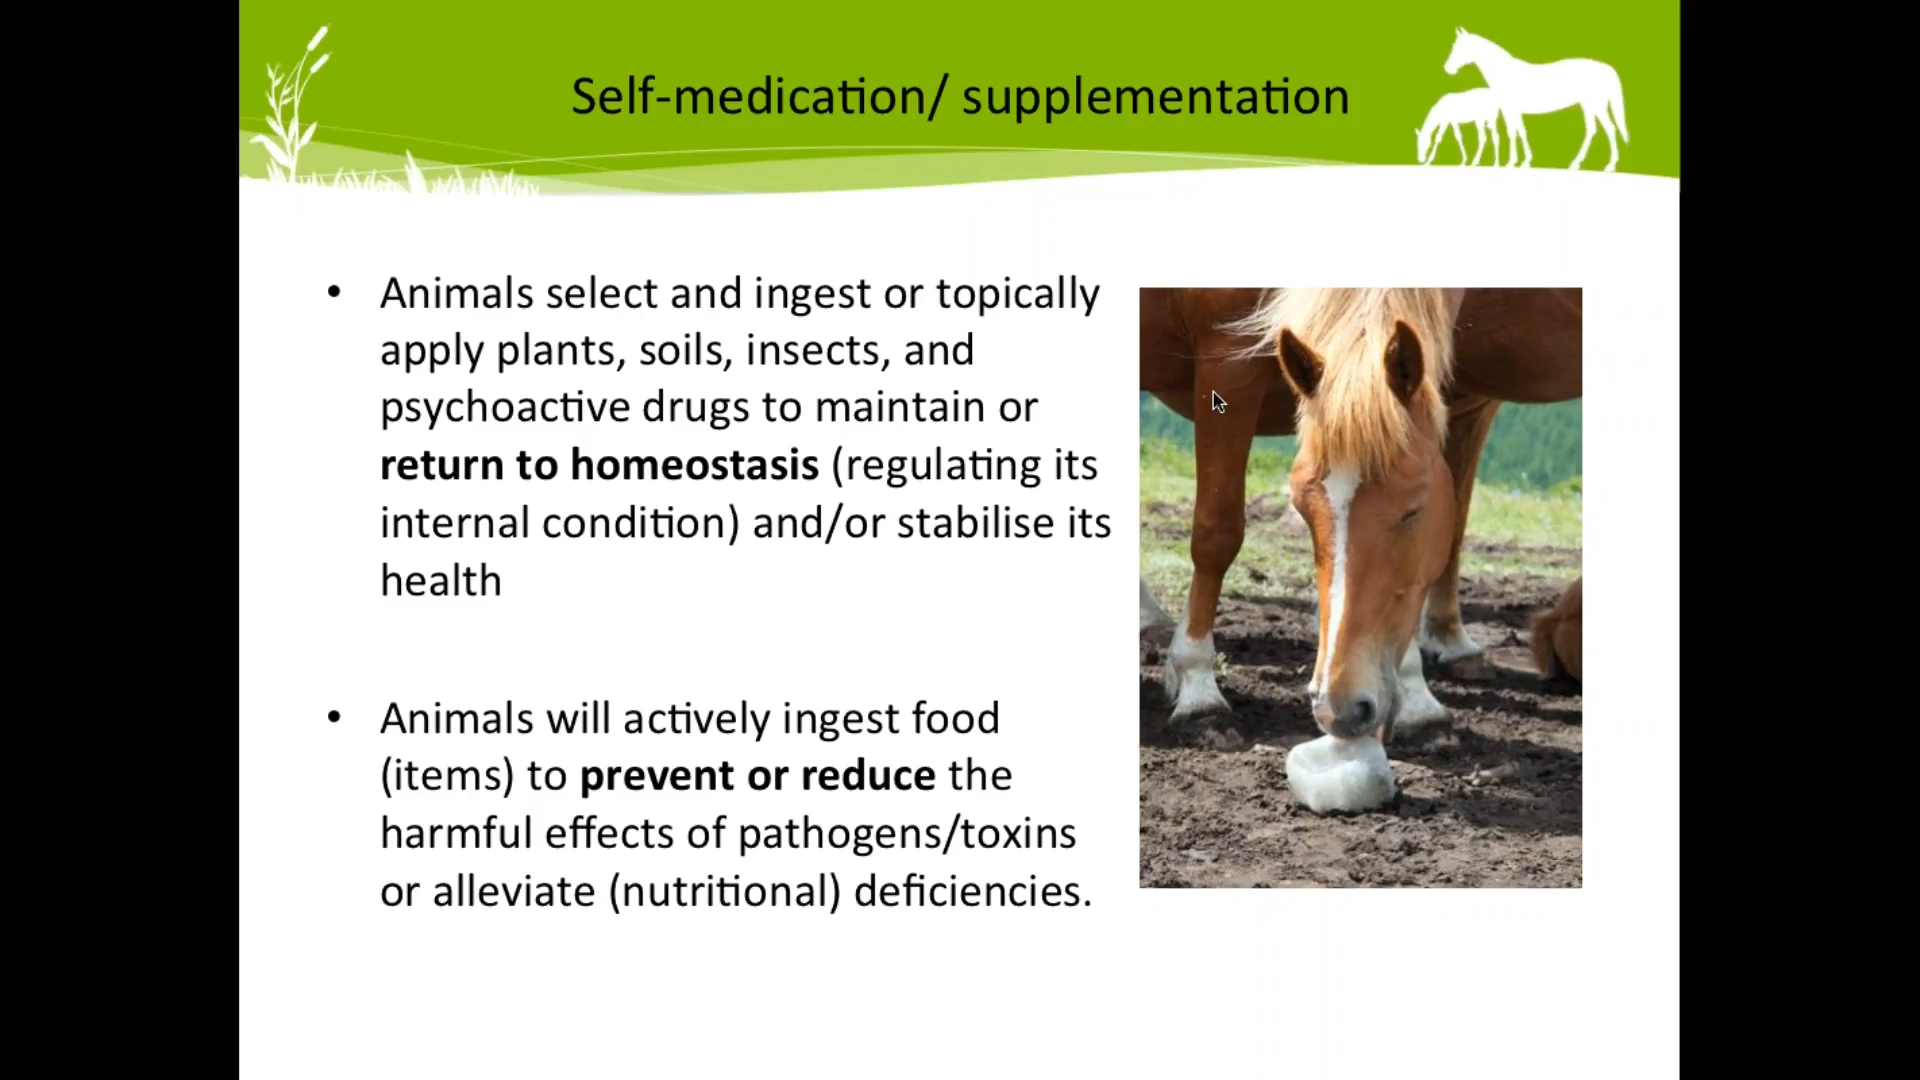 Self-medication/ supplementation
• Animals select and ingest or topically
apply plants, soils, insects, and
psychoactive drugs to maintain or
return to homeostasis (regulating its
internal condition) and/or stabilise its
health
• Animals will actively ingest food
(items) to prevent or reduce the
harmful effects of pathogens/toxins
or alleviate (nutritional) deficiencies.